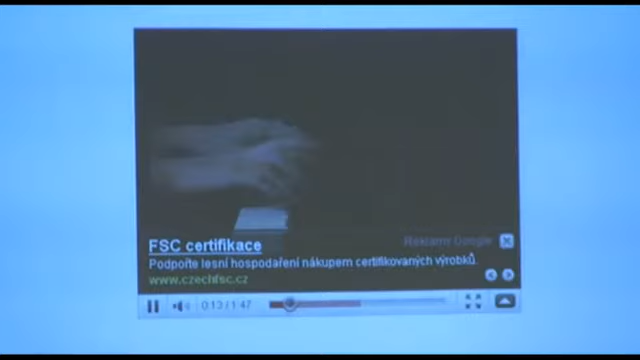 FSC certifikace
Reklamy Google
Podpořte lesní hospodaření nákupem certifikovaných výrobků.
www.czechfsc.cz
0:13 / 1:47